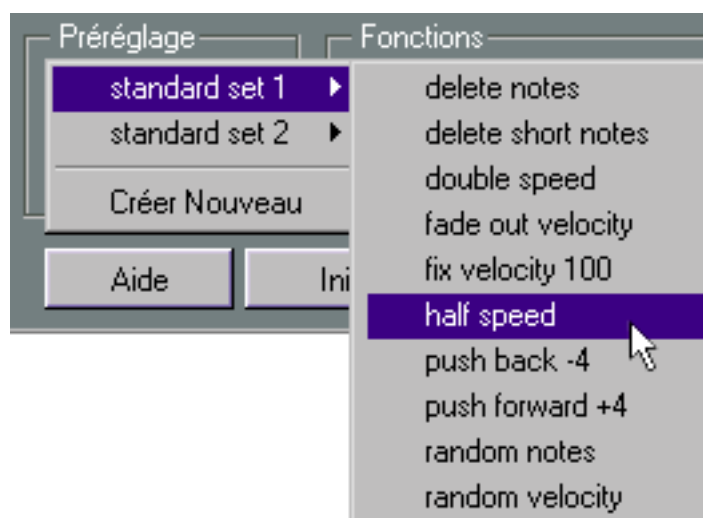 Préréglage
Fonctions
standard set 1
standard set 2
Créer Nouveau
Aide
Ini
delete notes
delete short notes
double speed
fade out velocity
fix velocity 100
half speed
push back -4
push forward +4
random notes
random velocity